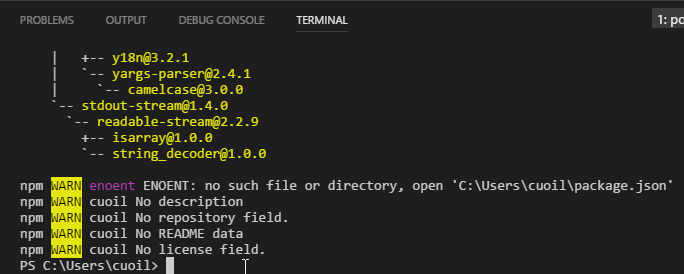 PROBLEMS OUTPUT DEBUG CONSOLE TERMINAL 1: po
| +-- y18n@3.2.1
| `-- yargs-parser@2.4.1
| `-- camelcase@3.0.0
`-- stdout-stream@1.4.0
`-- readable-stream@2.2.9
+-- isarray@1.0.0
`-- string_decoder@1.0.0
npm WARN enoent ENOENT: no such file or directory, open 'C:\Users\cuoil\package.json'
npm WARN cuoil No description
npm WARN cuoil No repository field.
npm WARN cuoil No README data
npm WARN cuoil No license field.
PS C:\Users\cuoil>